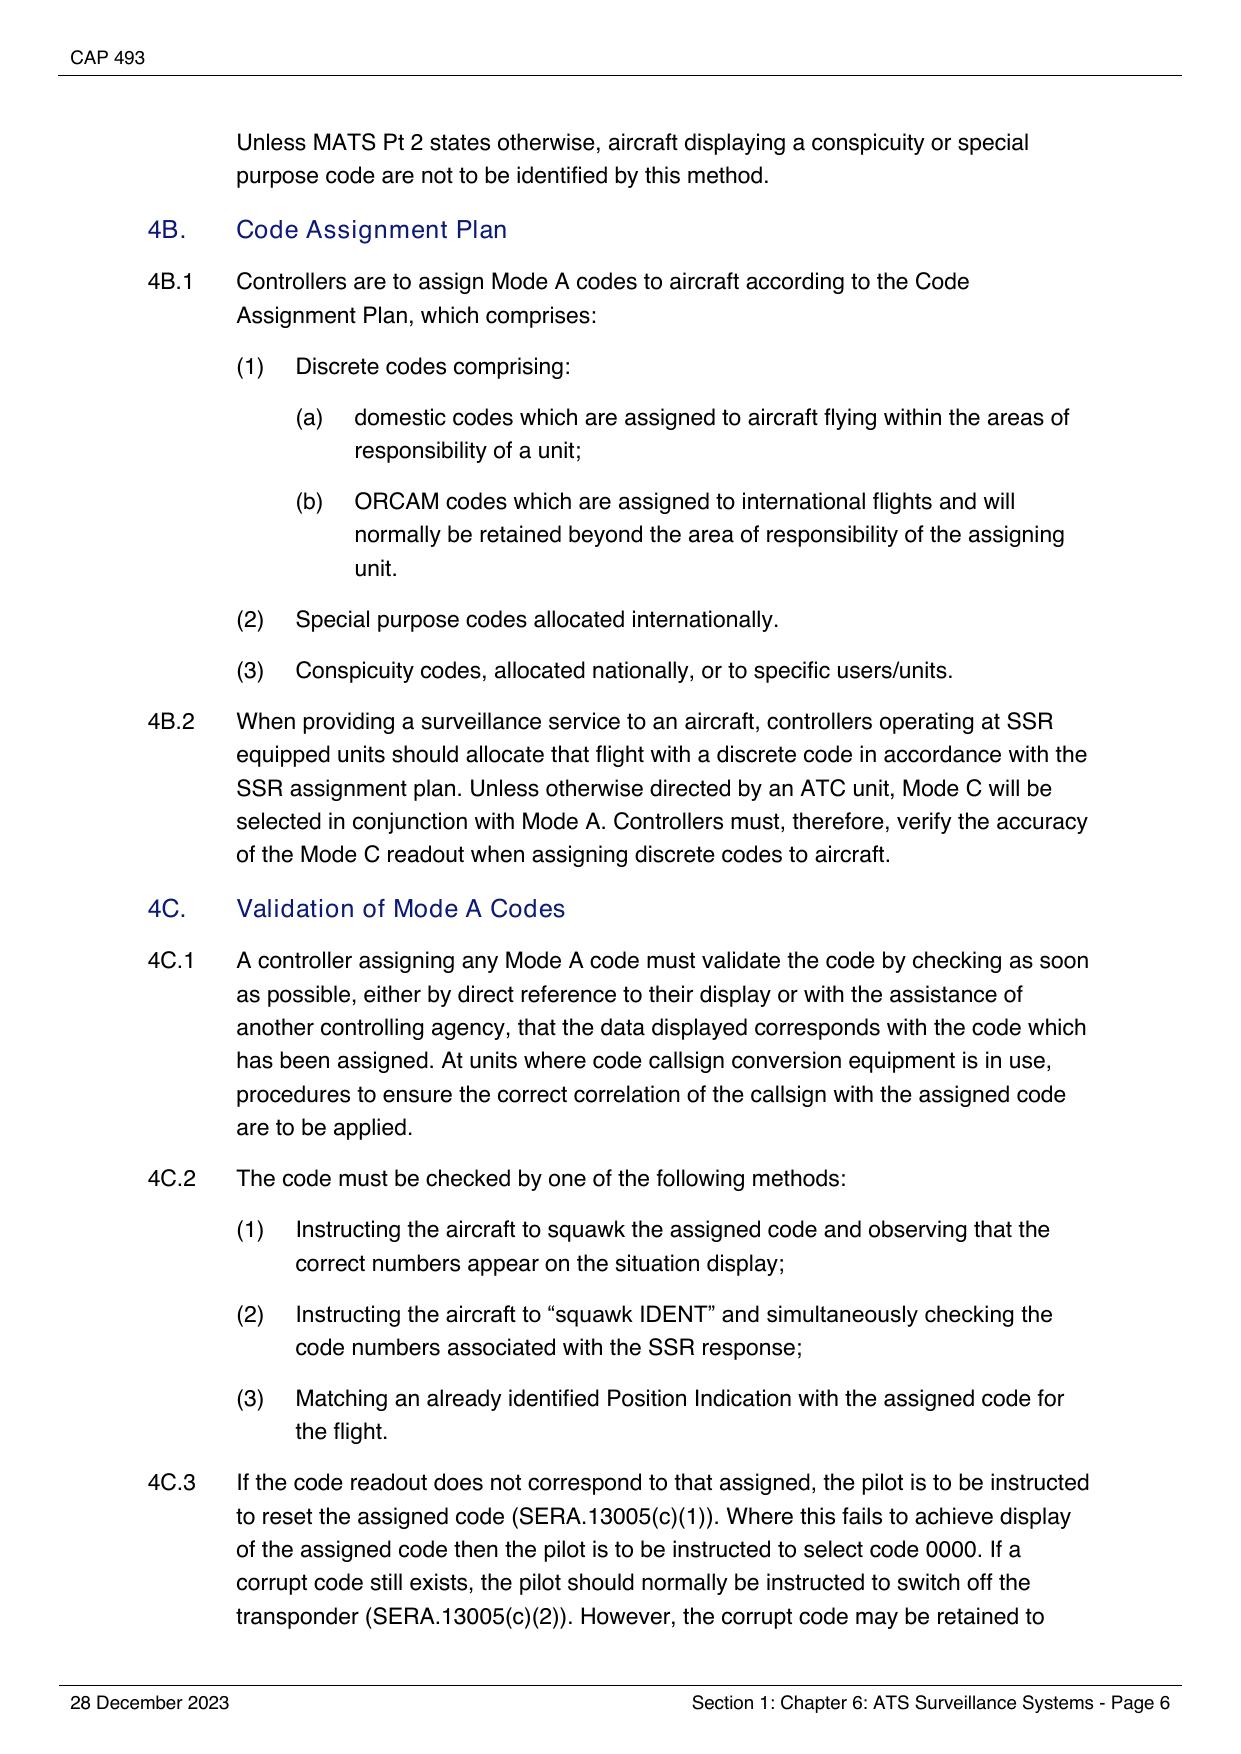 CAP 493
Unless MATS Pt 2 states otherwise, aircraft displaying a conspicuity or special
purpose code are not to be identified by this method.
4B. Code Assignment Plan
4B.1 Controllers are to assign Mode A codes to aircraft according to the Code
Assignment Plan, which comprises:
(1) Discrete codes comprising:
(a) domestic codes which are assigned to aircraft flying within the areas of
responsibility of a unit;
(b) ORCAM codes which are assigned to international flights and will
normally be retained beyond the area of responsibility of the assigning
unit.
(2) Special purpose codes allocated internationally.
(3) Conspicuity codes, allocated nationally, or to specific users/units.
4B.2 When providing a surveillance service to an aircraft, controllers operating at SSR
equipped units should allocate that flight with a discrete code in accordance with the
SSR assignment plan. Unless otherwise directed by an ATC unit, Mode C will be
selected in conjunction with Mode A. Controllers must, therefore, verify the accuracy
of the Mode C readout when assigning discrete codes to aircraft.
4C. Validation of Mode A Codes
4C.1 A controller assigning any Mode A code must validate the code by checking as soon
as possible, either by direct reference to their display or with the assistance of
another controlling agency, that the data displayed corresponds with the code which
has been assigned. At units where code callsign conversion equipment is in use,
procedures to ensure the correct correlation of the callsign with the assigned code
are to be applied.
4C.2 The code must be checked by one of the following methods:
(1) Instructing the aircraft to squawk the assigned code and observing that the
correct numbers appear on the situation display;
(2) Instructing the aircraft to “squawk IDENT” and simultaneously checking the
code numbers associated with the SSR response;
(3) Matching an already identified Position Indication with the assigned code for
the flight.
4C.3 If the code readout does not correspond to that assigned, the pilot is to be instructed
to reset the assigned code (SERA.13005(c)(1)). Where this fails to achieve display
of the assigned code then the pilot is to be instructed to select code 0000. If a
corrupt code still exists, the pilot should normally be instructed to switch off the
transponder (SERA.13005(c)(2)). However, the corrupt code may be retained to
28 December 2023 Section 1: Chapter 6: ATS Surveillance Systems - Page 6